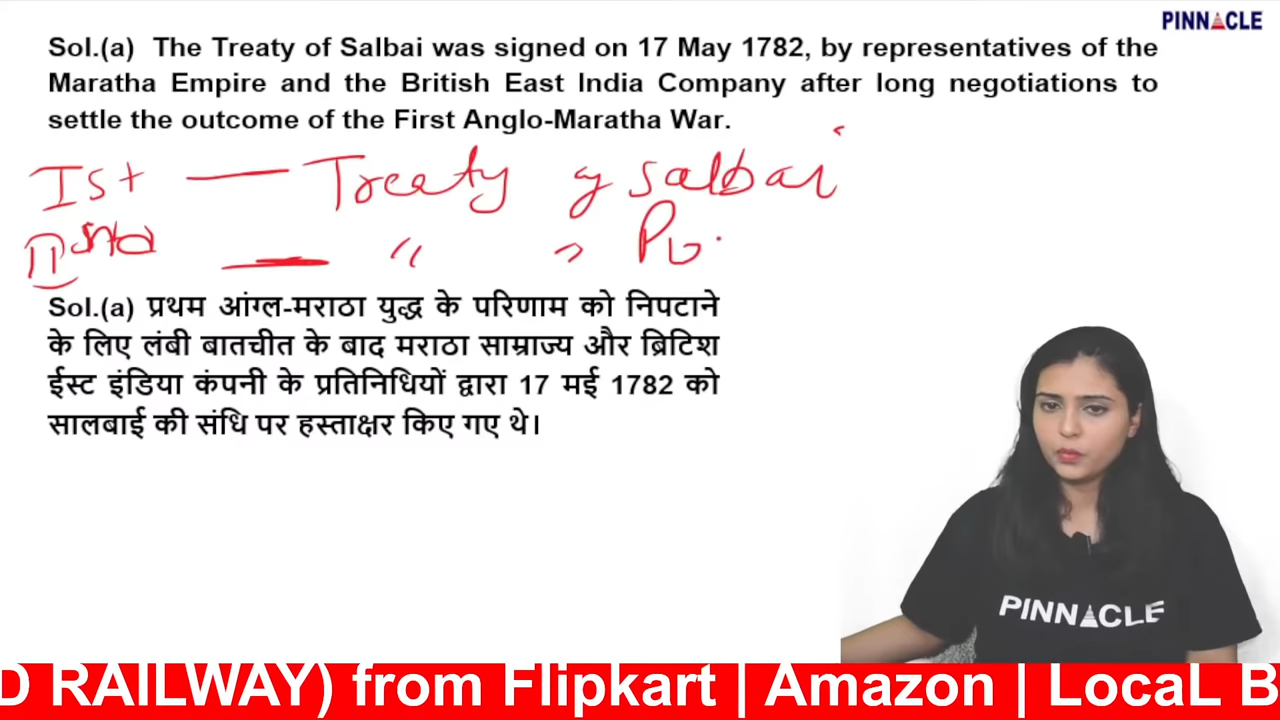 PINNACLE
Sol.(a) The Treaty of Salbai was signed on 17 May 1782, by representatives of the
Maratha Empire and the British East India Company after long negotiations to
settle the outcome of the First Anglo-Maratha War.
Ist — Treaty of Salbai
II — " "
Sol.(a) प्रथम आंग्ल-मराठा युद्ध के परिणाम को निपटाने
के लिए लंबी बातचीत के बाद मराठा साम्राज्य और ब्रिटिश
ईस्ट इंडिया कंपनी के प्रतिनिधियों द्वारा 17 मई 1782 को
सालबाई की संधि पर हस्ताक्षर किए गए थे।
PINNACLE
D RAILWAY) from Flipkart | Amazon | LocaL B